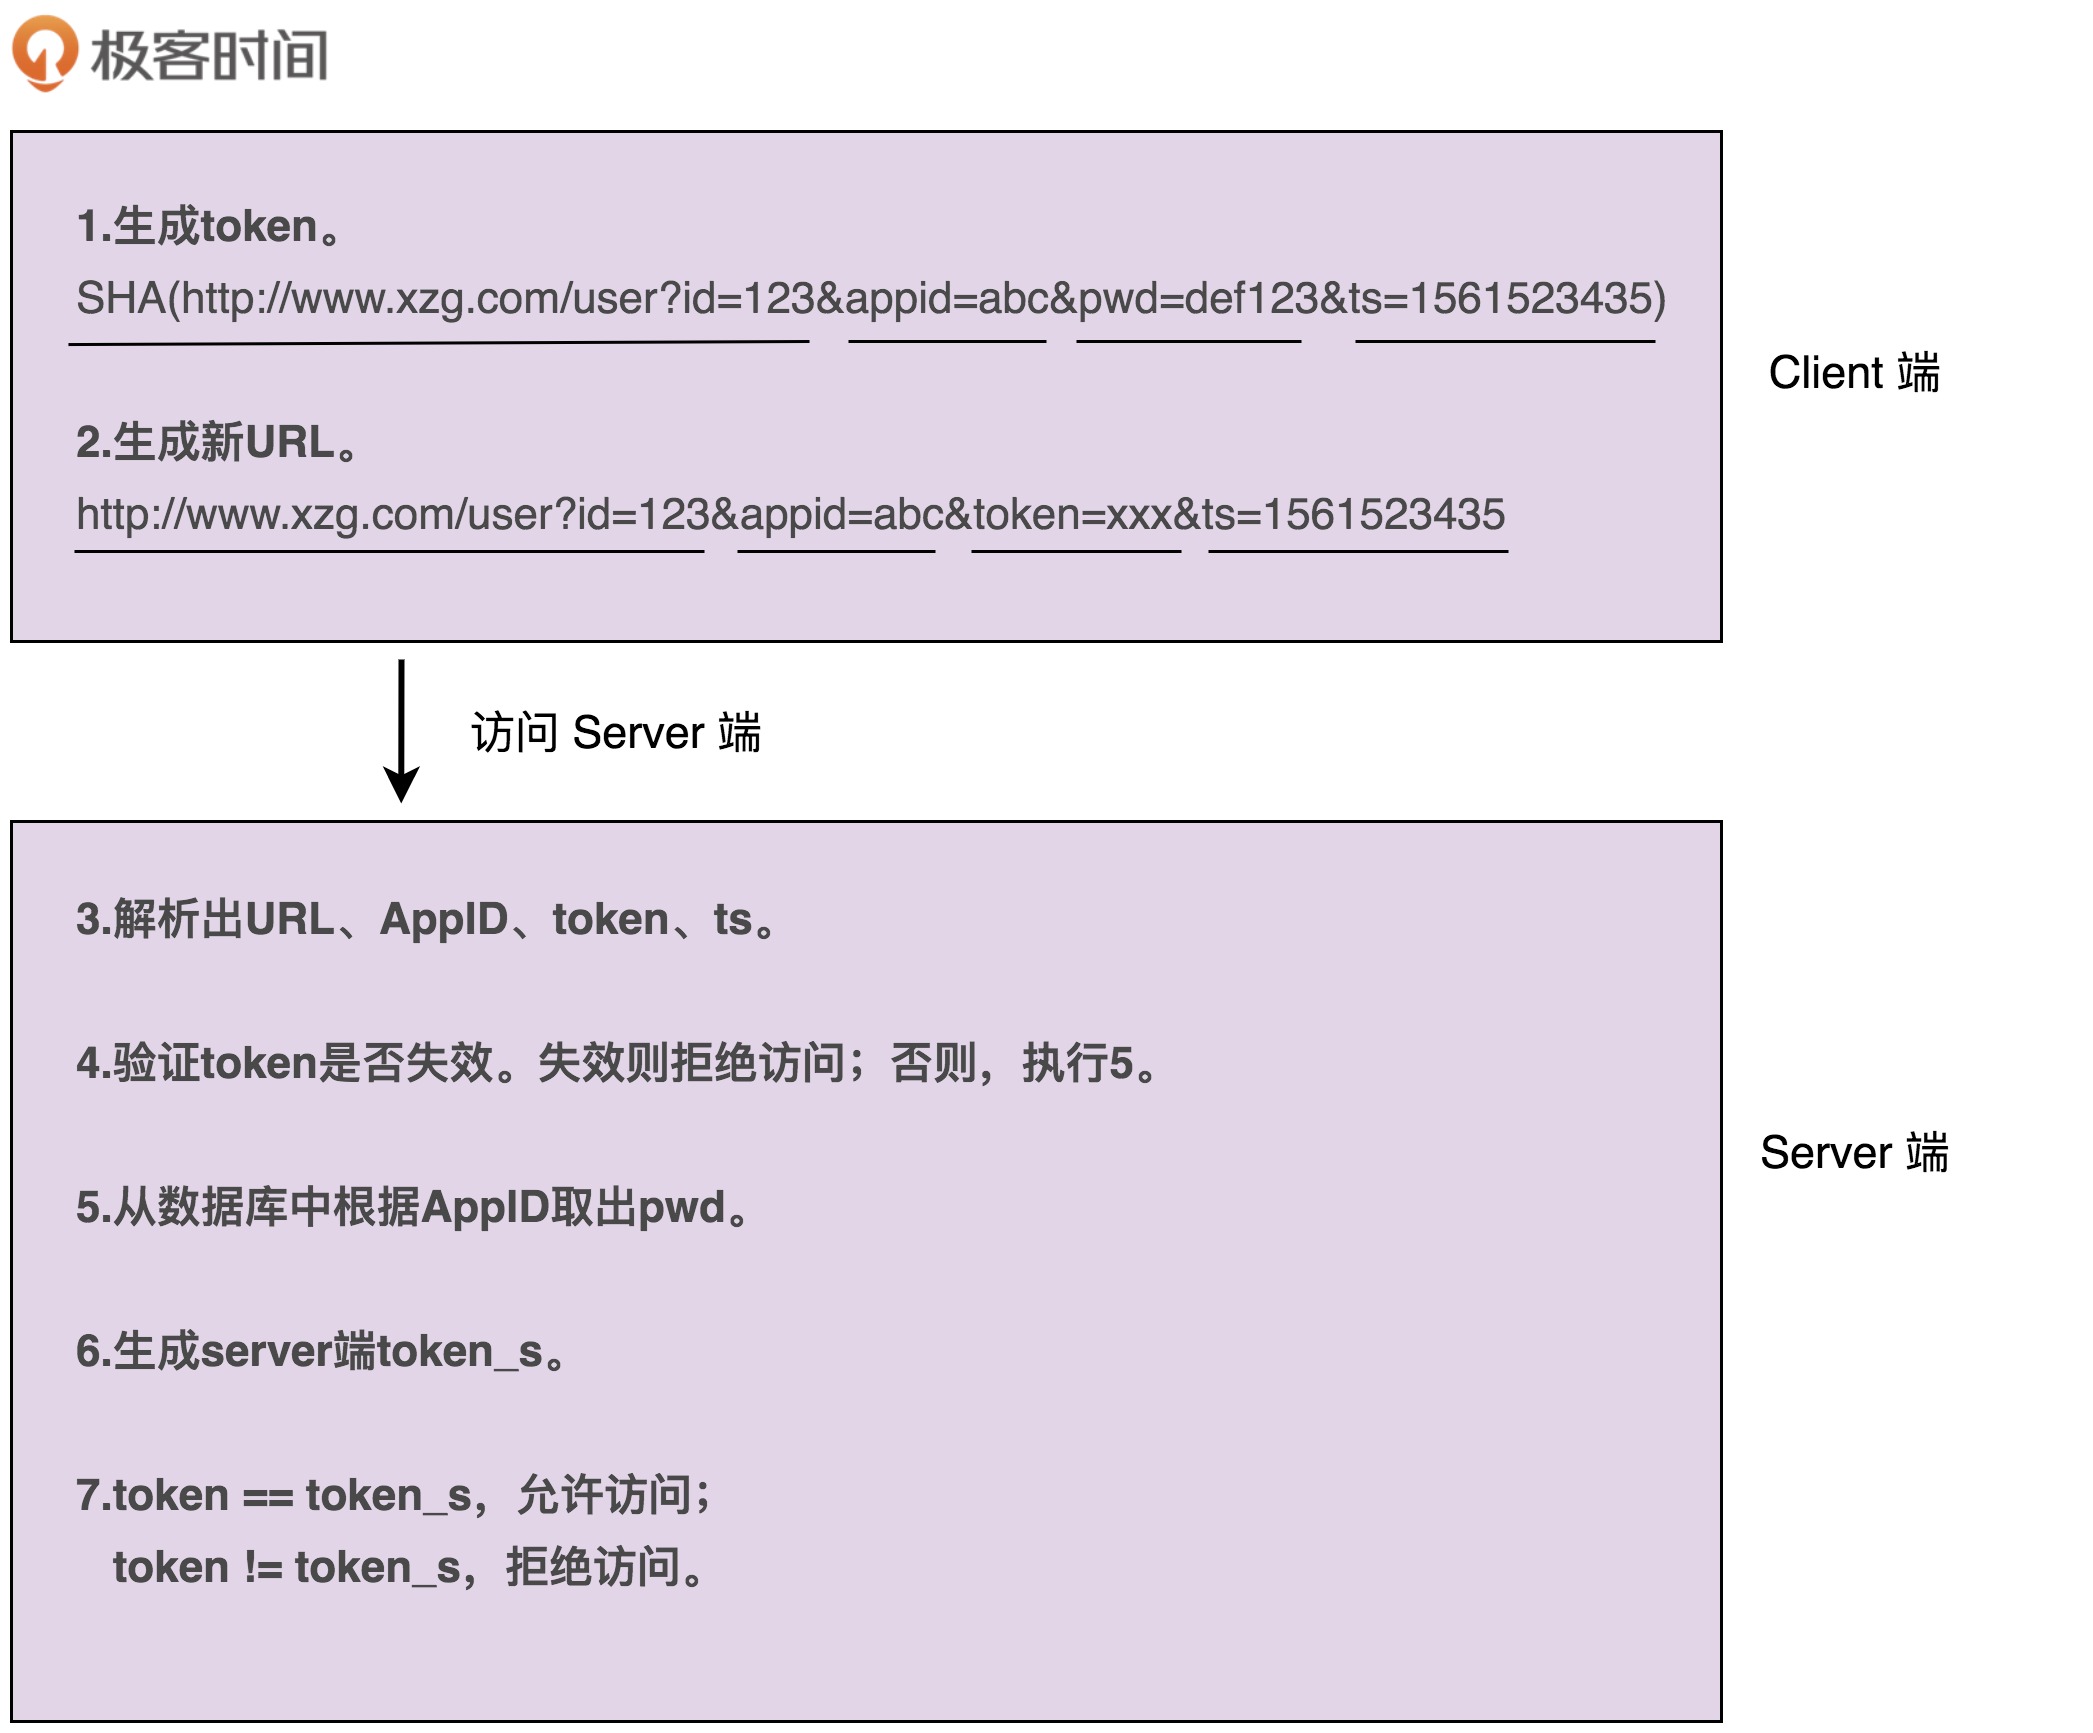 极客时间
1.生成token。
SHA(http://www.xzg.com/user?id=123&appid=abc&pwd=def123&ts=1561523435)
Client 端
2.生成新URL。
http://www.xzg.com/user?id=123&appid=abc&token=xxx&ts=1561523435
访问 Server 端
3.解析出URL、AppID、token、ts。
4.验证token是否失效。失效则拒绝访问；否则，执行5。
Server 端
5.从数据库中根据AppID取出pwd。
6.生成server端token_s。
7.token == token_s，允许访问；
token != token_s，拒绝访问。